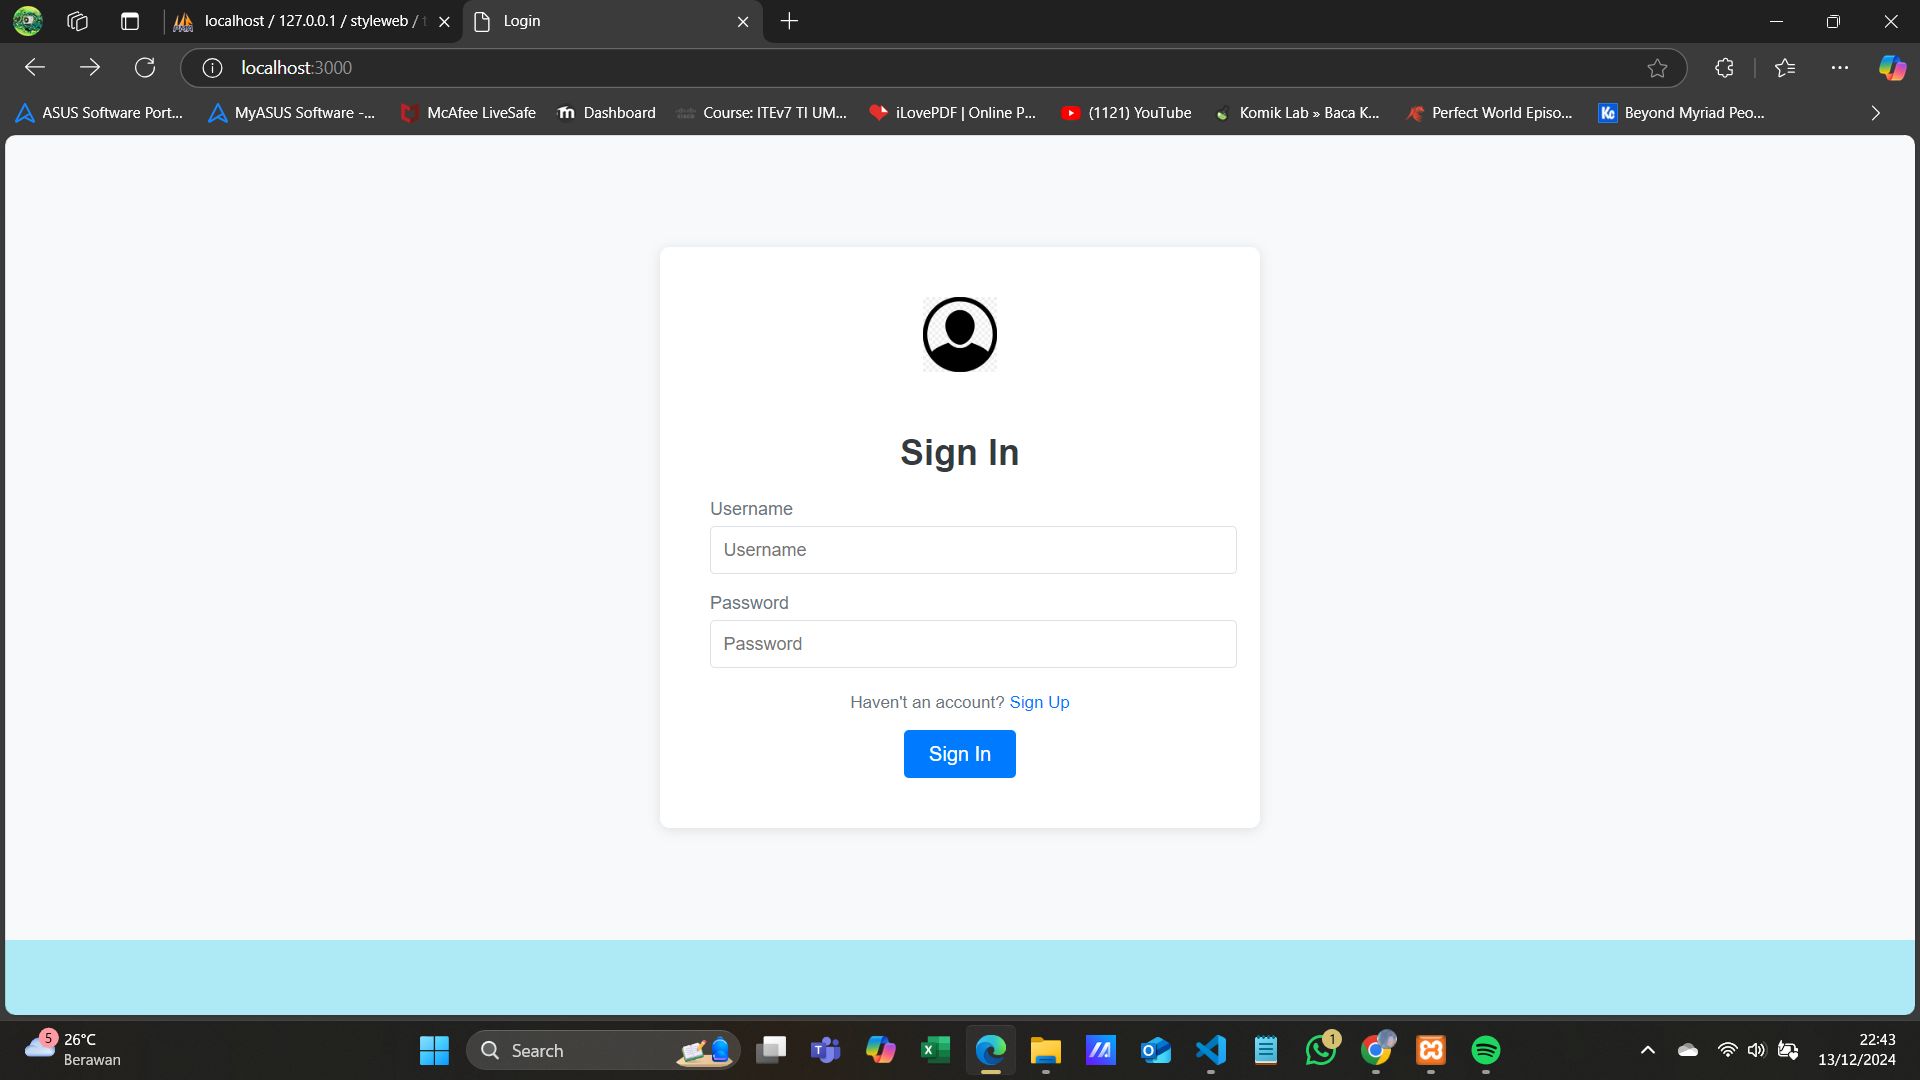 localhost / 127.0.0.1 / styleweb /
Login
localhost:3000
ASUS Software Port...
MyASUS Software -...
McAfee LiveSafe
Dashboard
Course: ITEv7 TI UM...
iLovePDF | Online P...
(1121) YouTube
Komik Lab » Baca K...
Perfect World Episo...
Beyond Myriad Peo...
Sign In
Username
Username
Password
Password
Haven't an account? Sign Up
Sign In
5
26°C
Berawan
Search
1
22:43
13/12/2024